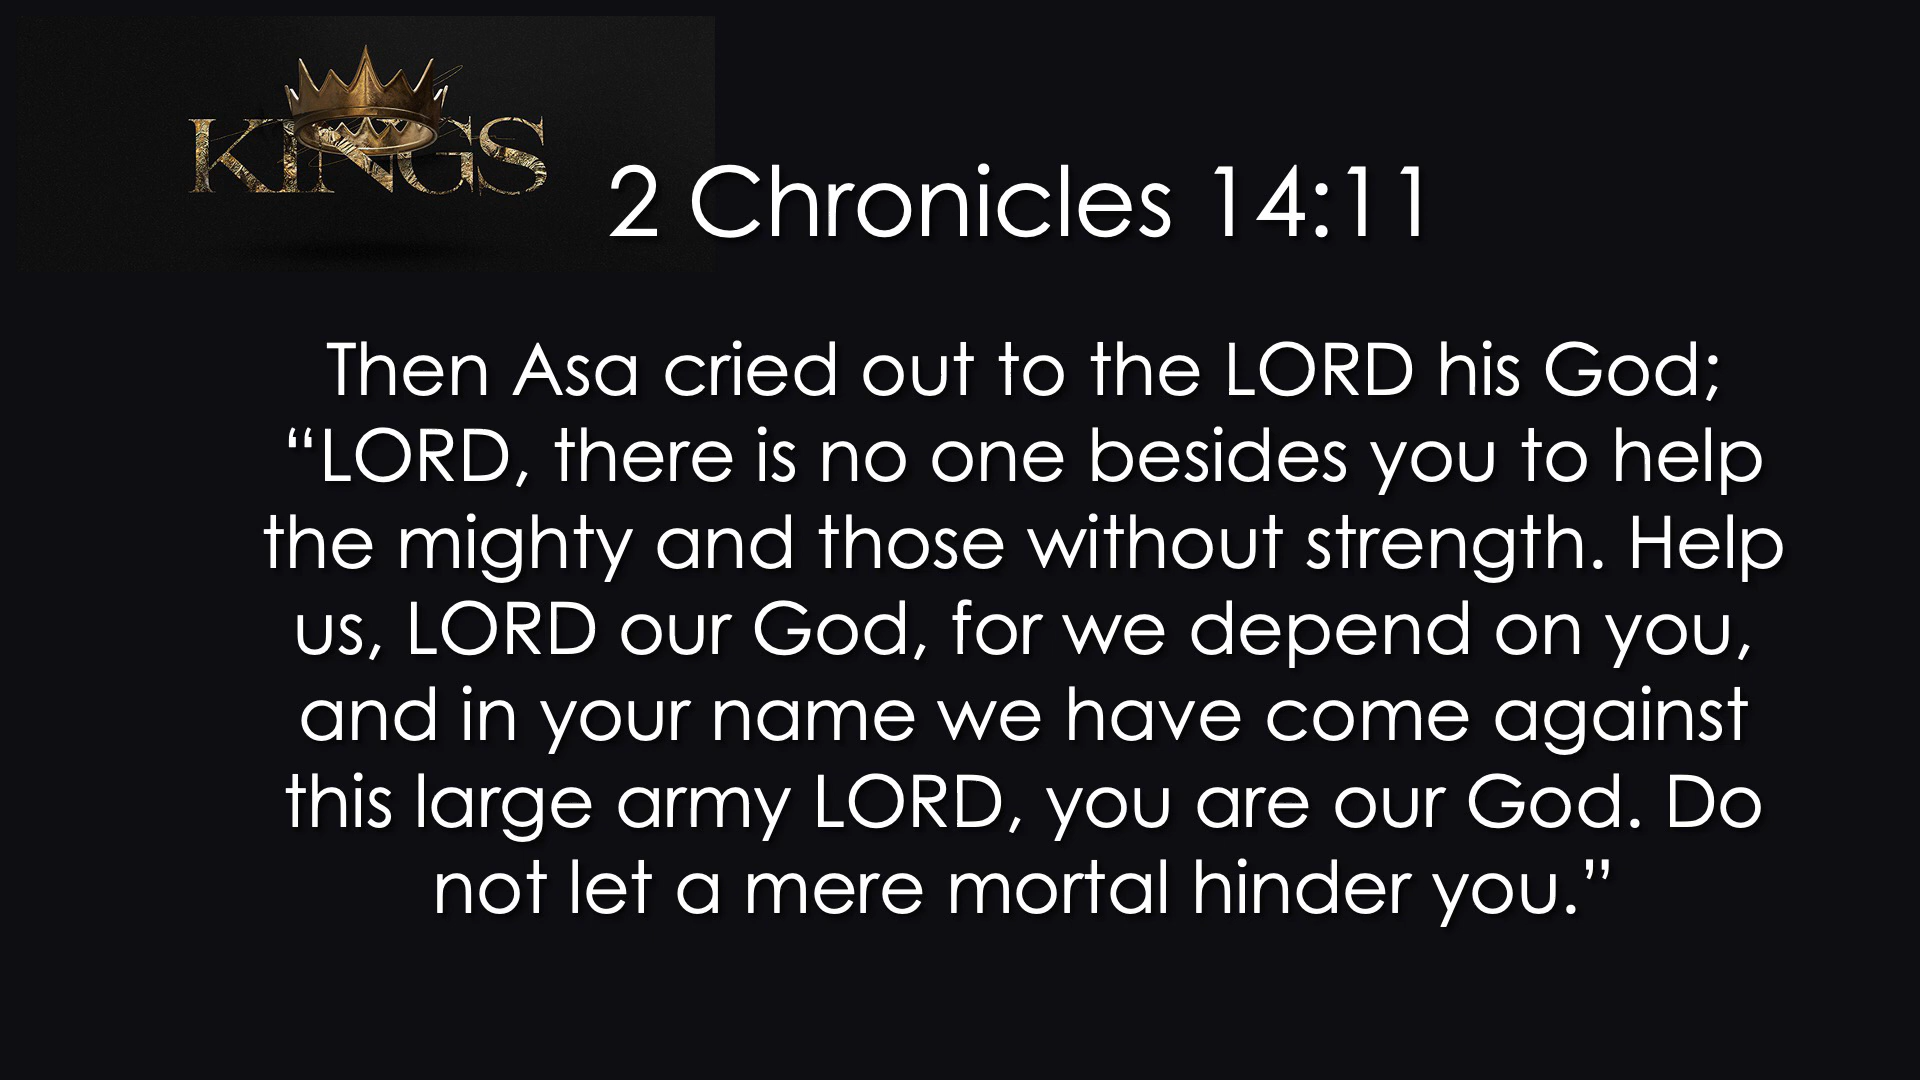 KINGS
2 Chronicles 14:11
Then Asa cried out to the LORD his God;
“LORD, there is no one besides you to help
the mighty and those without strength. Help
us, LORD our God, for we depend on you,
and in your name we have come against
this large army LORD, you are our God. Do
not let a mere mortal hinder you.”